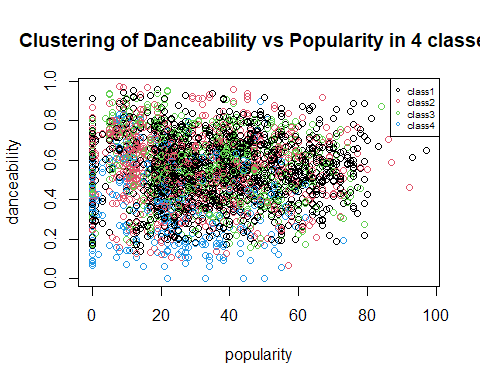 Clustering of Danceability vs Popularity in 4 classe
class1
class2
class3
class4
danceability
0.0 0.2 0.4 0.6 0.8 1.0
0 20 40 60 80 100
popularity